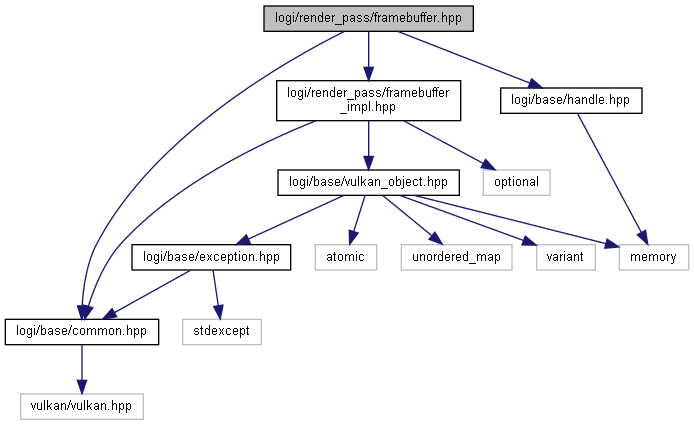 logi/render_pass/framebuffer.hpp
logi/render_pass/framebuffer
_impl.hpp
logi/base/handle.hpp
logi/base/vulkan_object.hpp
optional
logi/base/exception.hpp
atomic
unordered_map
variant
memory
logi/base/common.hpp
stdexcept
vulkan/vulkan.hpp